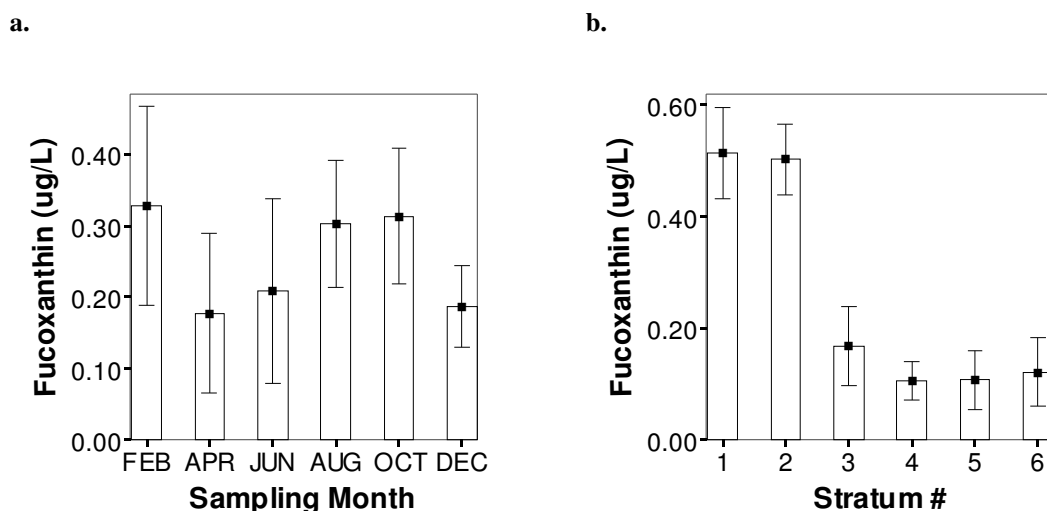 a.
b.
Fucoxanthin (ug/L)
0.40
0.30
0.20
0.10
0.00
FEB APR JUN AUG OCT DEC
Sampling Month
Fucoxanthin (ug/L)
0.60
0.40
0.20
0.00
1 2 3 4 5 6
Stratum #